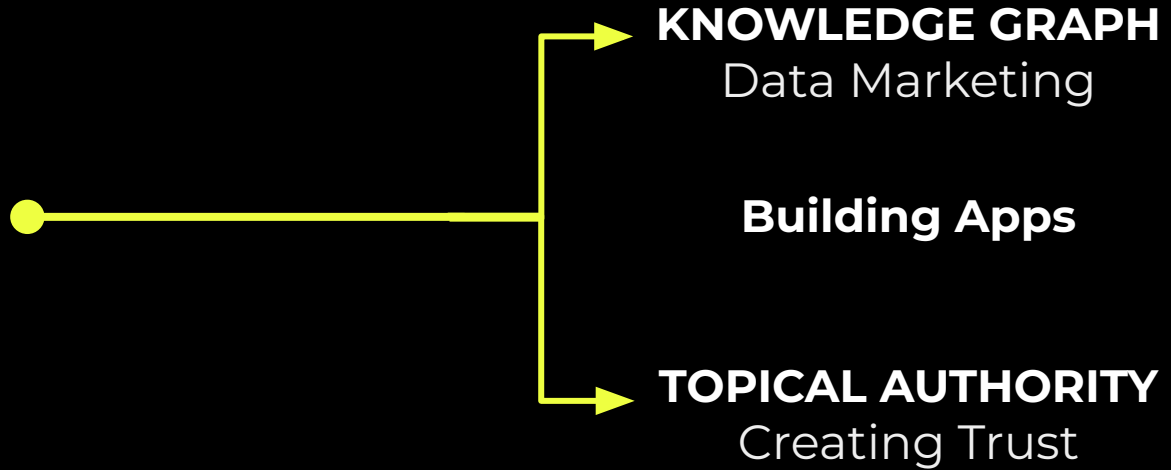 KNOWLEDGE GRAPH
Data Marketing
Building Apps
TOPICAL AUTHORITY
Creating Trust